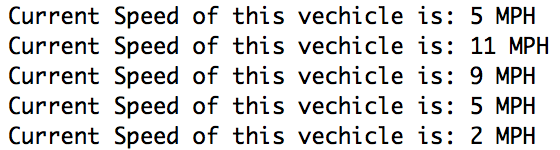 Current Speed of this vechicle is: 5 MPH
Current Speed of this vechicle is: 11 MPH
Current Speed of this vechicle is: 9 MPH
Current Speed of this vechicle is: 5 MPH
Current Speed of this vechicle is: 2 MPH